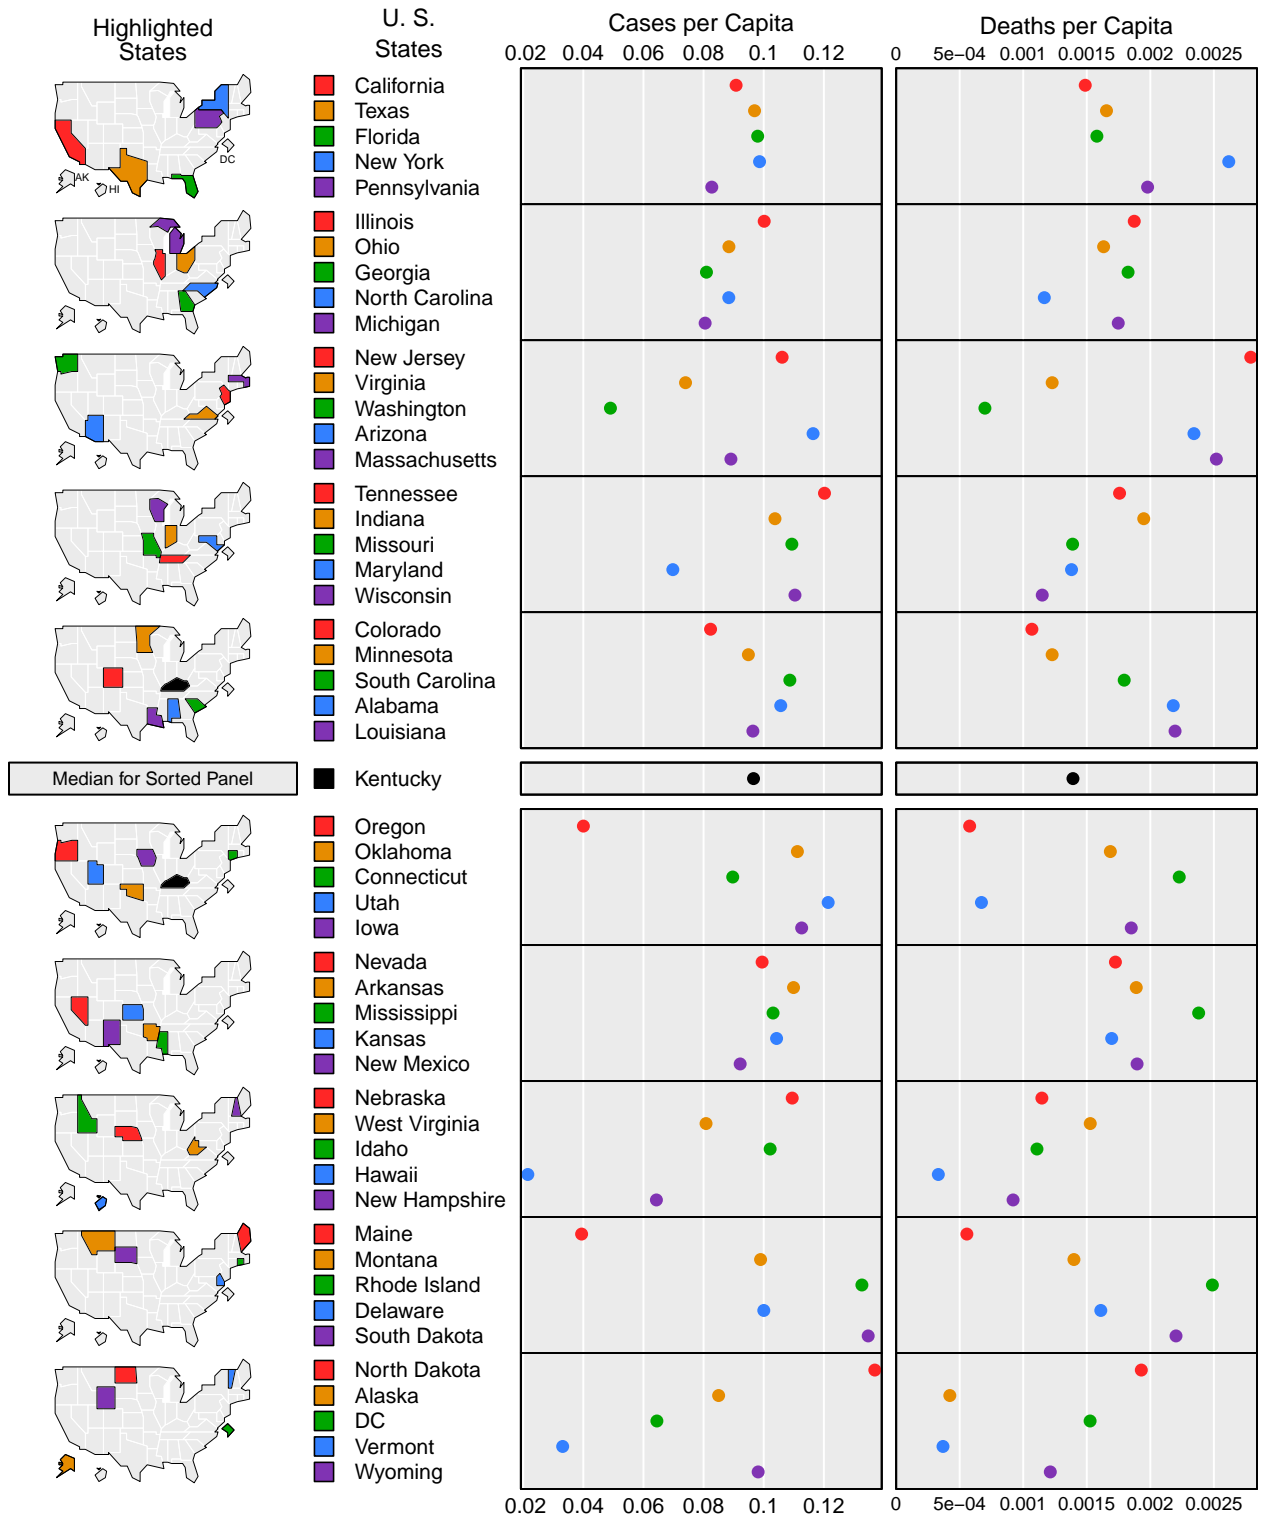 Highlighted
States
U. S.
States
Cases per Capita
Deaths per Capita
0.02 0.04 0.06 0.08 0.1 0.12
0 5e−04 0.001 0.0015 0.002 0.0025
AK
HI
DC
California
Texas
Florida
New York
Pennsylvania
Illinois
Ohio
Georgia
North Carolina
Michigan
New Jersey
Virginia
Washington
Arizona
Massachusetts
Tennessee
Indiana
Missouri
Maryland
Wisconsin
Colorado
Minnesota
South Carolina
Alabama
Louisiana
Median for Sorted Panel
Kentucky
Oregon
Oklahoma
Connecticut
Utah
Iowa
Nevada
Arkansas
Mississippi
Kansas
New Mexico
Nebraska
West Virginia
Idaho
Hawaii
New Hampshire
Maine
Montana
Rhode Island
Delaware
South Dakota
North Dakota
Alaska
DC
Vermont
Wyoming
0.02 0.04 0.06 0.08 0.1 0.12
0 5e−04 0.001 0.0015 0.002 0.0025